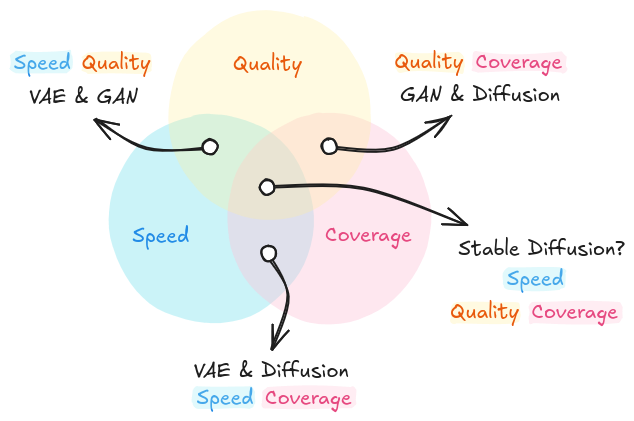 Speed Quality
VAE & GAN
Quality
Quality Coverage
GAN & Diffusion
Speed
Coverage
Stable Diffusion?
Speed
Quality Coverage
VAE & Diffusion
Speed Coverage